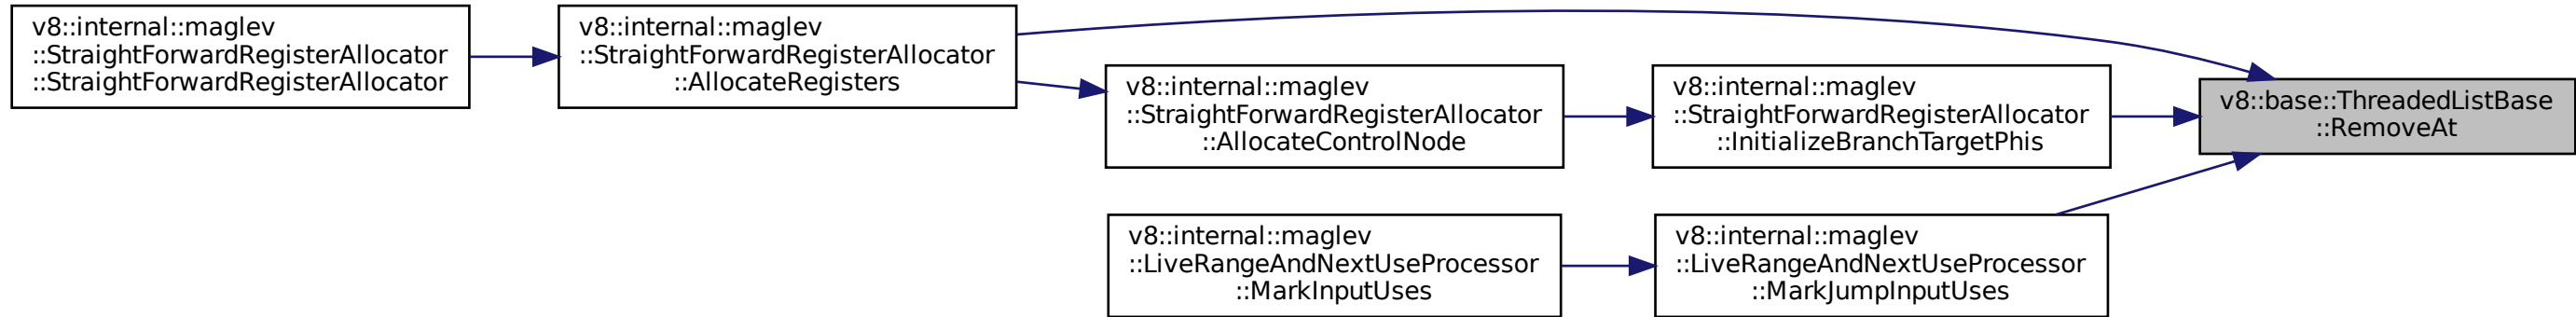 v8::internal::maglev
::StraightForwardRegisterAllocator
::StraightForwardRegisterAllocator
v8::internal::maglev
::StraightForwardRegisterAllocator
::AllocateRegisters
v8::internal::maglev
::StraightForwardRegisterAllocator
::AllocateControlNode
v8::internal::maglev
::StraightForwardRegisterAllocator
::InitializeBranchTargetPhis
v8::base::ThreadedListBase
::RemoveAt
v8::internal::maglev
::LiveRangeAndNextUseProcessor
::MarkInputUses
v8::internal::maglev
::LiveRangeAndNextUseProcessor
::MarkJumpInputUses